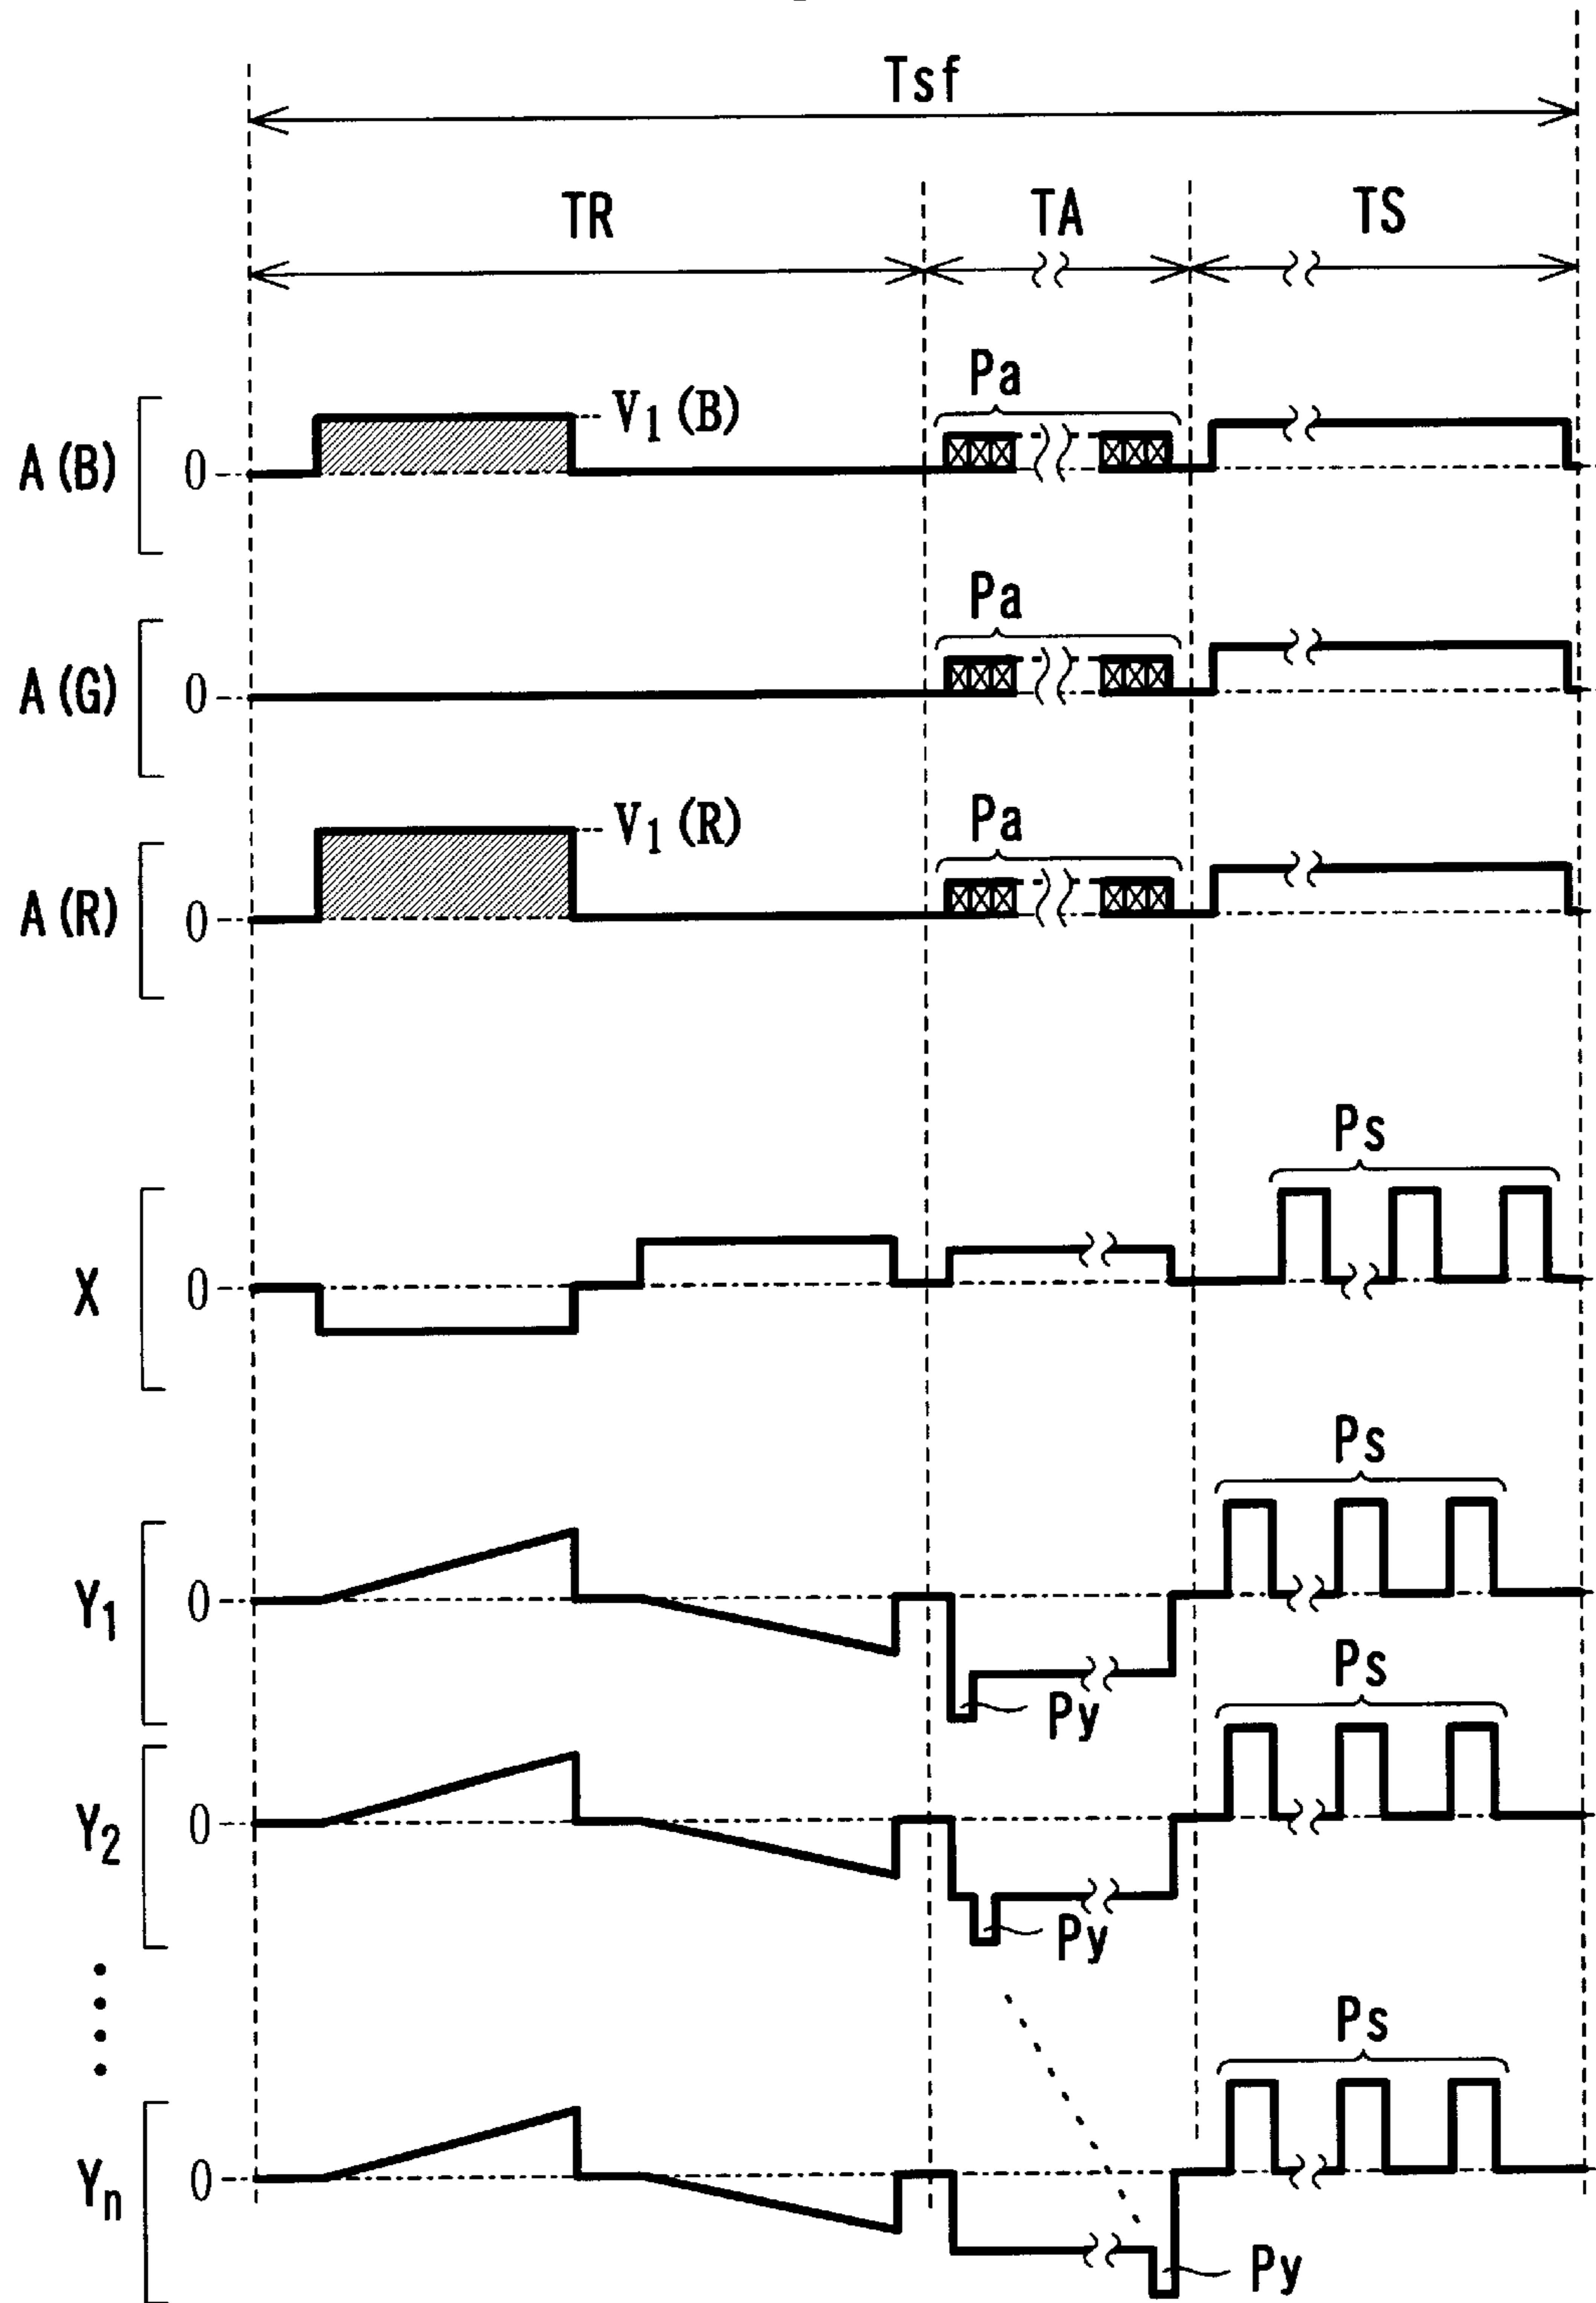 Tsf
TR TA TS
A(B) 0 V1(B) Pa
A(G) 0 Pa
A(R) 0 V1(R) Pa
X 0 Ps
Y1 0 Py Ps
Y2 0 Py Ps
Yn 0 Py Ps